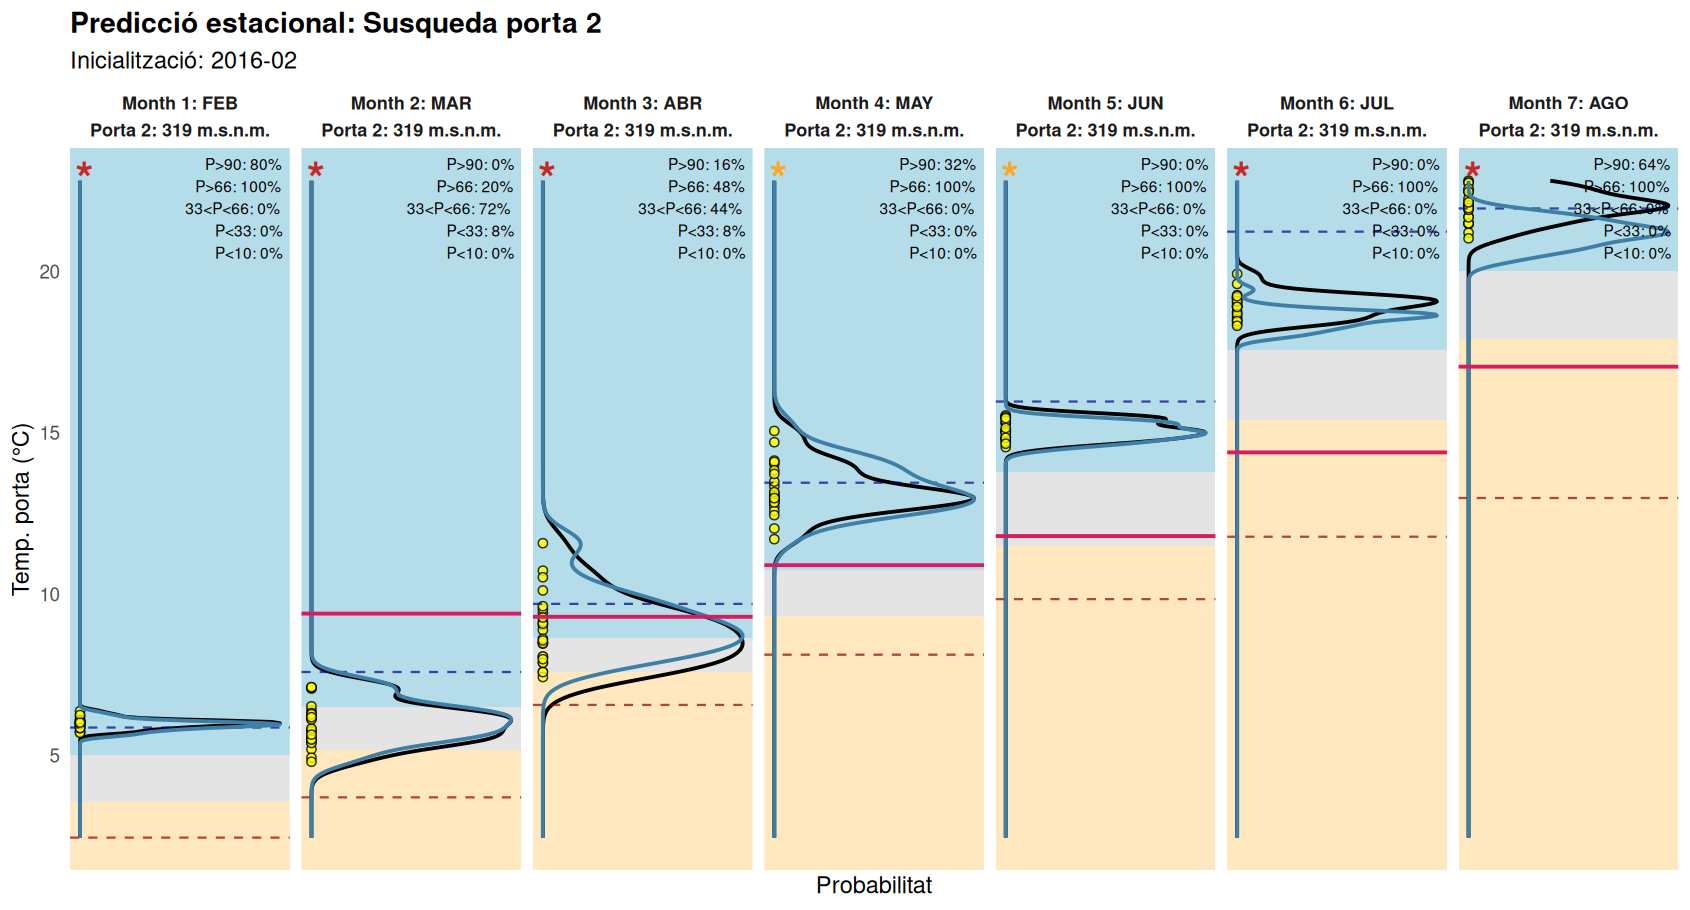 Predicció estacional: Susqueda porta 2
Inicialització: 2016-02
Month 1: FEB
Porta 2: 319 m.s.n.m.
Month 2: MAR
Porta 2: 319 m.s.n.m.
Month 3: ABR
Porta 2: 319 m.s.n.m.
Month 4: MAY
Porta 2: 319 m.s.n.m.
Month 5: JUN
Porta 2: 319 m.s.n.m.
Month 6: JUL
Porta 2: 319 m.s.n.m.
Month 7: AGO
Porta 2: 319 m.s.n.m.
*
P>90: 80%
P>66: 100%
33<P<66: 0%
P<33: 0%
P<10: 0%
*
P>90: 0%
P>66: 20%
33<P<66: 72%
P<33: 8%
P<10: 0%
*
P>90: 16%
P>66: 48%
33<P<66: 44%
P<33: 8%
P<10: 0%
*
P>90: 32%
P>66: 100%
33<P<66: 0%
P<33: 0%
P<10: 0%
*
P>90: 0%
P>66: 100%
33<P<66: 0%
P<33: 0%
P<10: 0%
*
P>90: 0%
P>66: 100%
33<P<66: 0%
P<33: 0%
P<10: 0%
*
P>90: 64%
P>66: 100%
33<P<66: 0%
P<33: 0%
P<10: 0%
20
15
10
5
Temp. porta (°C)
Probabilitat